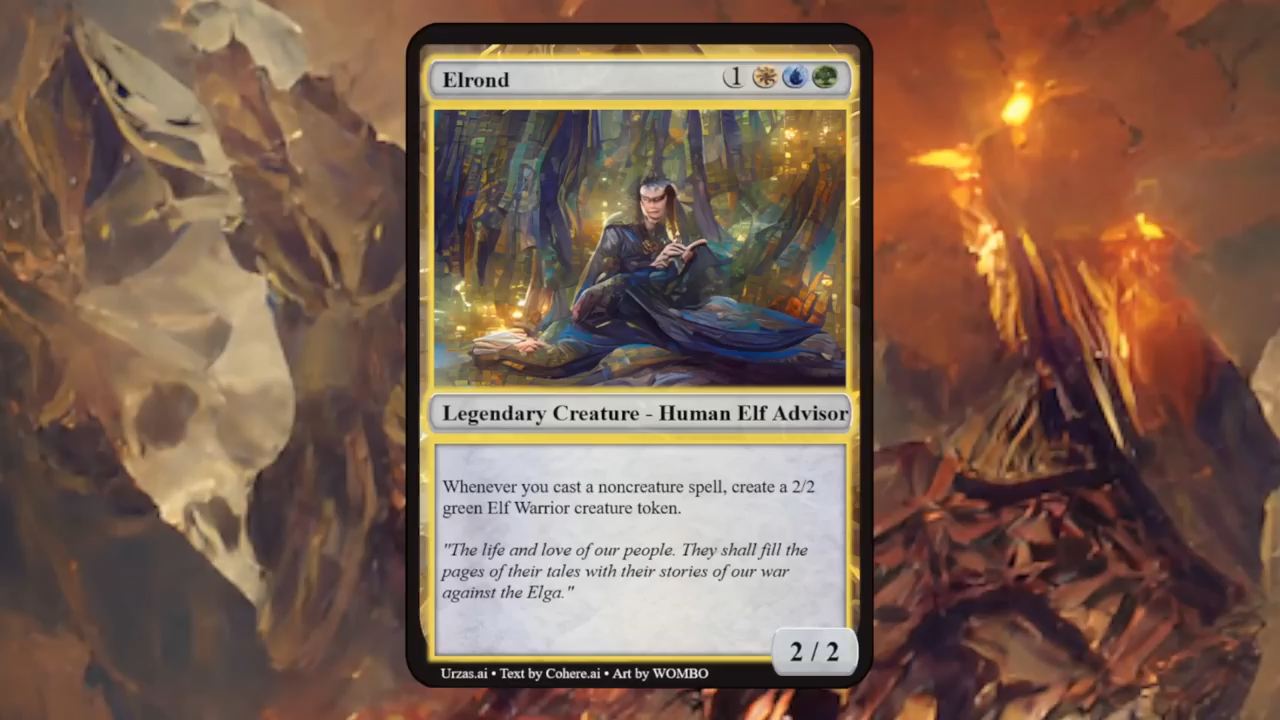 Elrond 1
Legendary Creature - Human Elf Advisor
Whenever you cast a noncreature spell, create a 2/2
green Elf Warrior creature token.
"The life and love of our people. They shall fill the
pages of their tales with their stories of our war
against the Elga."
2 / 2
Urzas.ai • Text by Cohere.ai • Art by WOMBO